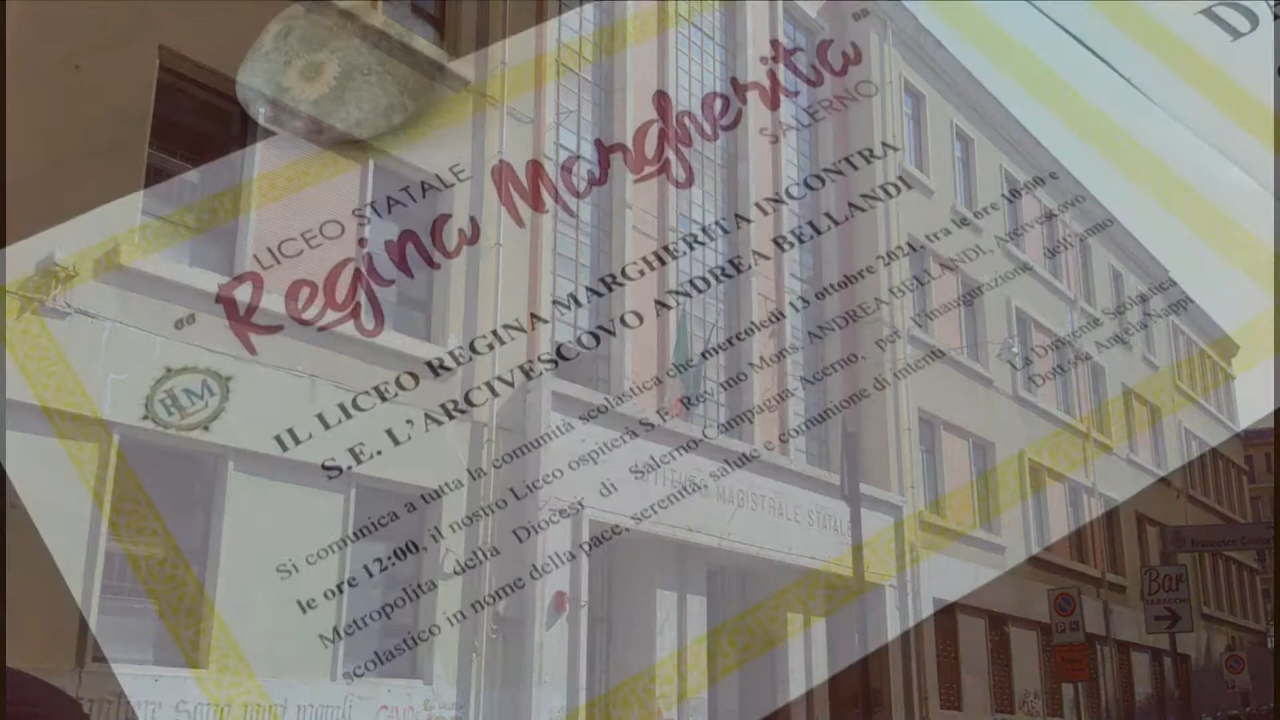 LICEO STATALE
Regina Margherita
SALERNO
RLM
IL LICEO REGINA MARGHERITA INCONTRA
S.E. L'ARCIVESCOVO ANDREA BELLANDI
Si comunica a tutta la comunità scolastica che mercoledì 13 ottobre 2021, tra le ore 10:00 e
le ore 12:00, il nostro Liceo ospiterà S.E. Rev.mo Mons. ANDREA BELLANDI, Arcivescovo
Metropolita della Diocesi di Salerno-Campagna-Acerno, per l'inaugurazione dell'anno
scolastico in nome della pace, serenità, salute e comunione di intenti
La Dirigente Scolastica
Dott.ssa Angela Nappi
ISTITUTO MAGISTRALE STATALE
Francesco
Bar
TABACCHI
P